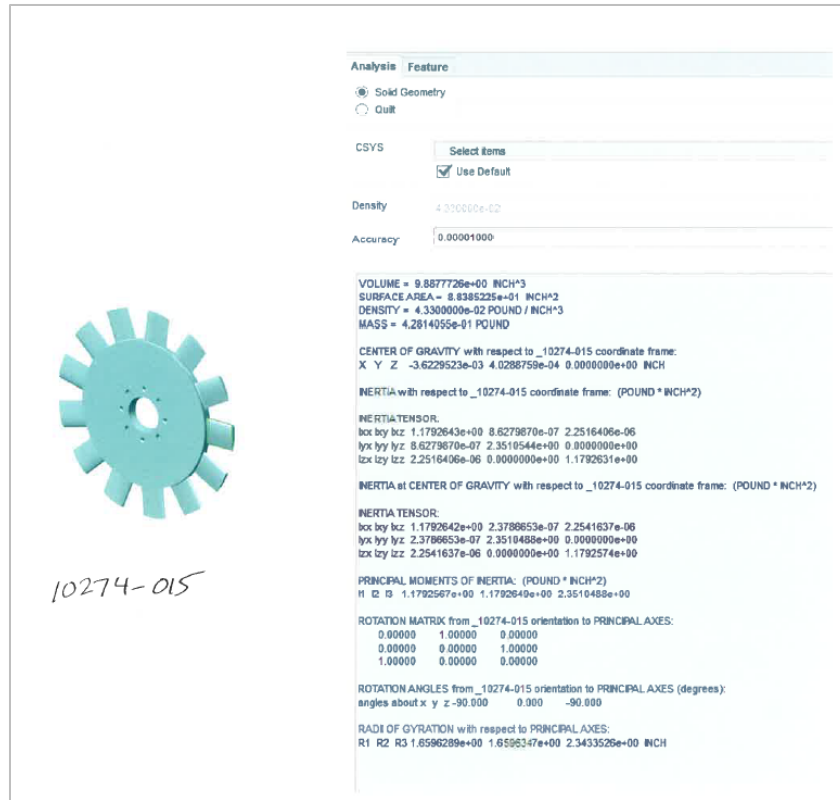 Analysis Feature
Solid Geometry
Quilt
CSYS
Select items
Use Default
Density
4.330000e-02
Accuracy
0.00001000
VOLUME = 9.8877726e+00 INCH^3
SURFACE AREA = 8.8385225e+01 INCH^2
DENSITY = 4.3300000e-02 POUND / INCH^3
MASS = 4.2814055e-01 POUND
CENTER OF GRAVITY with respect to _10274-015 coordinate frame:
X Y Z -3.6229523e-03 4.0288759e-04 0.0000000e+00 INCH
INERTIA with respect to _10274-015 coordinate frame: (POUND * INCH^2)
INERTIA TENSOR:
Ixx Ixy Ixz 1.1792643e+00 8.6279870e-07 2.2516406e-06
Iyx Iyy Iyz 8.6279870e-07 2.3510544e+00 0.0000000e+00
Izx Izy Izz 2.2516406e-06 0.0000000e+00 1.1792631e+00
INERTIA at CENTER OF GRAVITY with respect to _10274-015 coordinate frame: (POUND * INCH^2)
INERTIA TENSOR:
Ixx Ixy Ixz 1.1792642e+00 2.3786653e-07 2.2541637e-06
Iyx Iyy Iyz 2.3786653e-07 2.3510488e+00 0.0000000e+00
Izx Izy Izz 2.2541637e-06 0.0000000e+00 1.1792574e+00
PRINCIPAL MOMENTS OF INERTIA: (POUND * INCH^2)
I1 I2 I3 1.1792567e+00 1.1792649e+00 2.3510488e+00
ROTATION MATRIX from _10274-015 orientation to PRINCIPAL AXES:
0.00000 1.00000 0.00000
0.00000 0.00000 1.00000
1.00000 0.00000 0.00000
ROTATION ANGLES from _10274-015 orientation to PRINCIPAL AXES (degrees):
angles about x y z -90.000 0.000 -90.000
RADII OF GYRATION with respect to PRINCIPAL AXES:
R1 R2 R3 1.6596289e+00 1.6596347e+00 2.3433526e+00 INCH
10274-015